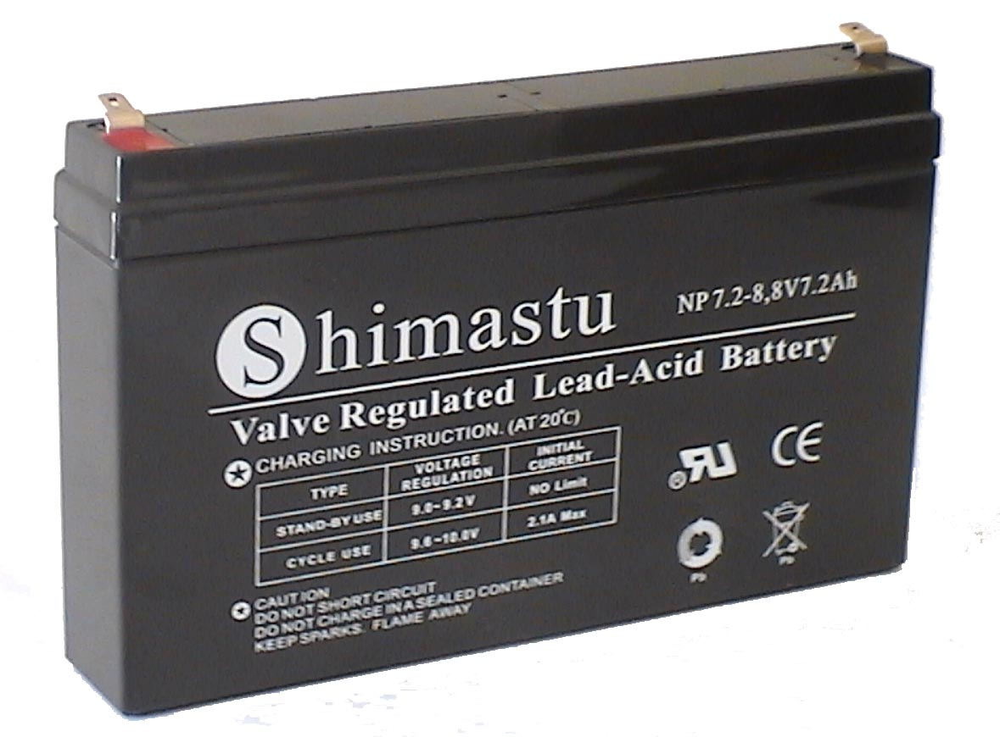 Shimastu
NP7.2-8,8V7.2Ah
Valve Regulated Lead-Acid Battery
CHARGING INSTRUCTION. (AT 20℃)
TYPE VOLTAGE REGULATION INITIAL CURRENT
STAND-BY USE 9.0~9.2V NO Limit
CYCLE USE 9.6~10.0V 2.1A Max
CAUTION
DO NOT SHORT CIRCUIT
DO NOT CHARGE IN A SEALED CONTAINER
KEEP SPARKS. FLAME AWAY
® RU
CE
Pb
Pb